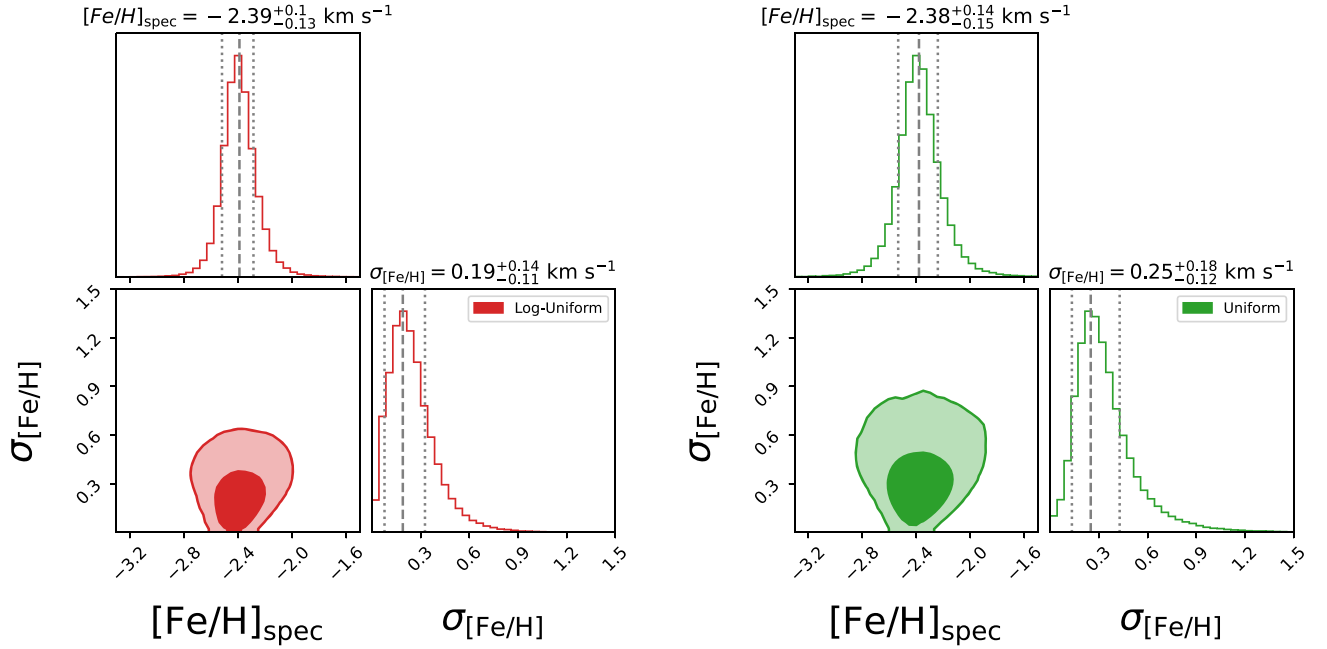 [Fe/H]spec = −2.39 +0.1 −0.13 km s−1
σ[Fe/H] = 0.19 +0.14 −0.11 km s−1
Log-Uniform
1.5
1.2
0.9
0.6
0.3
σ[Fe/H]
−3.2 −2.8 −2.4 −2.0 −1.6
0.3 0.6 0.9 1.2 1.5
[Fe/H]spec
σ[Fe/H]
[Fe/H]spec = −2.38 +0.14 −0.15 km s−1
σ[Fe/H] = 0.25 +0.18 −0.12 km s−1
Uniform
1.5
1.2
0.9
0.6
0.3
σ[Fe/H]
−3.2 −2.8 −2.4 −2.0 −1.6
0.3 0.6 0.9 1.2 1.5
[Fe/H]spec
σ[Fe/H]